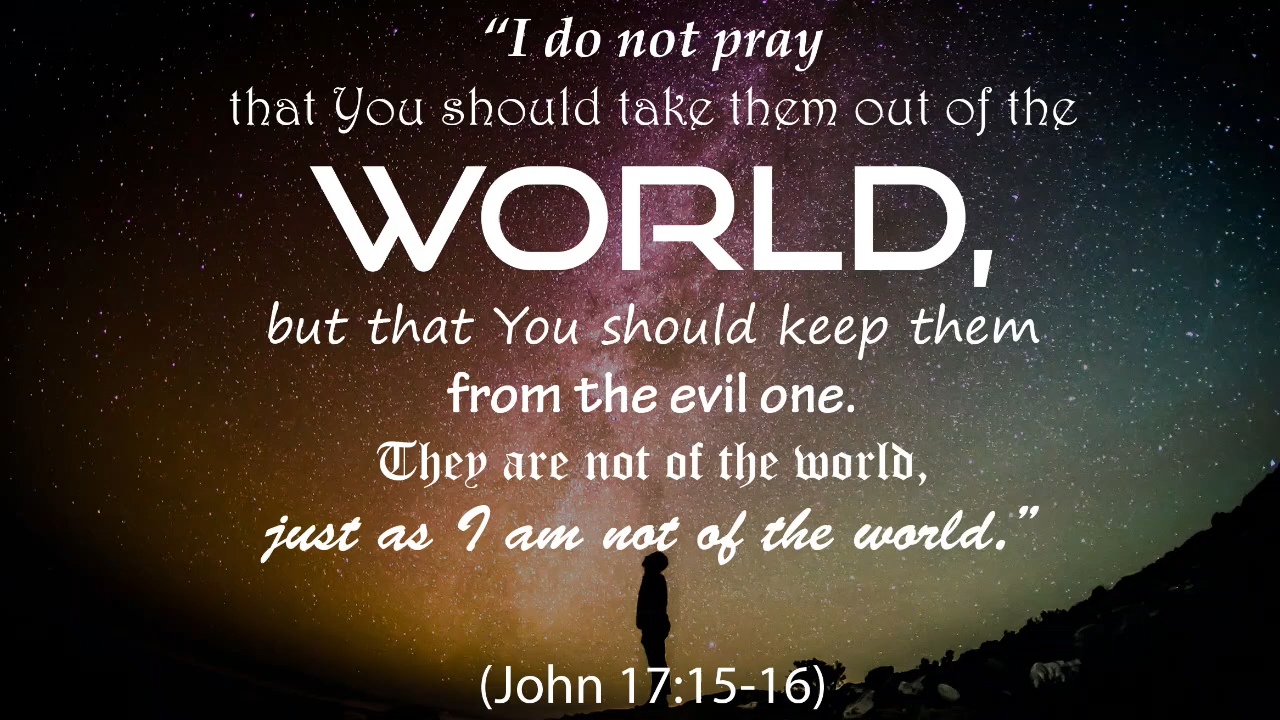 “I do not pray
that You should take them out of the
WORLD,
but that You should keep them
from the evil one.
They are not of the world,
just as I am not of the world.”
(John 17:15-16)